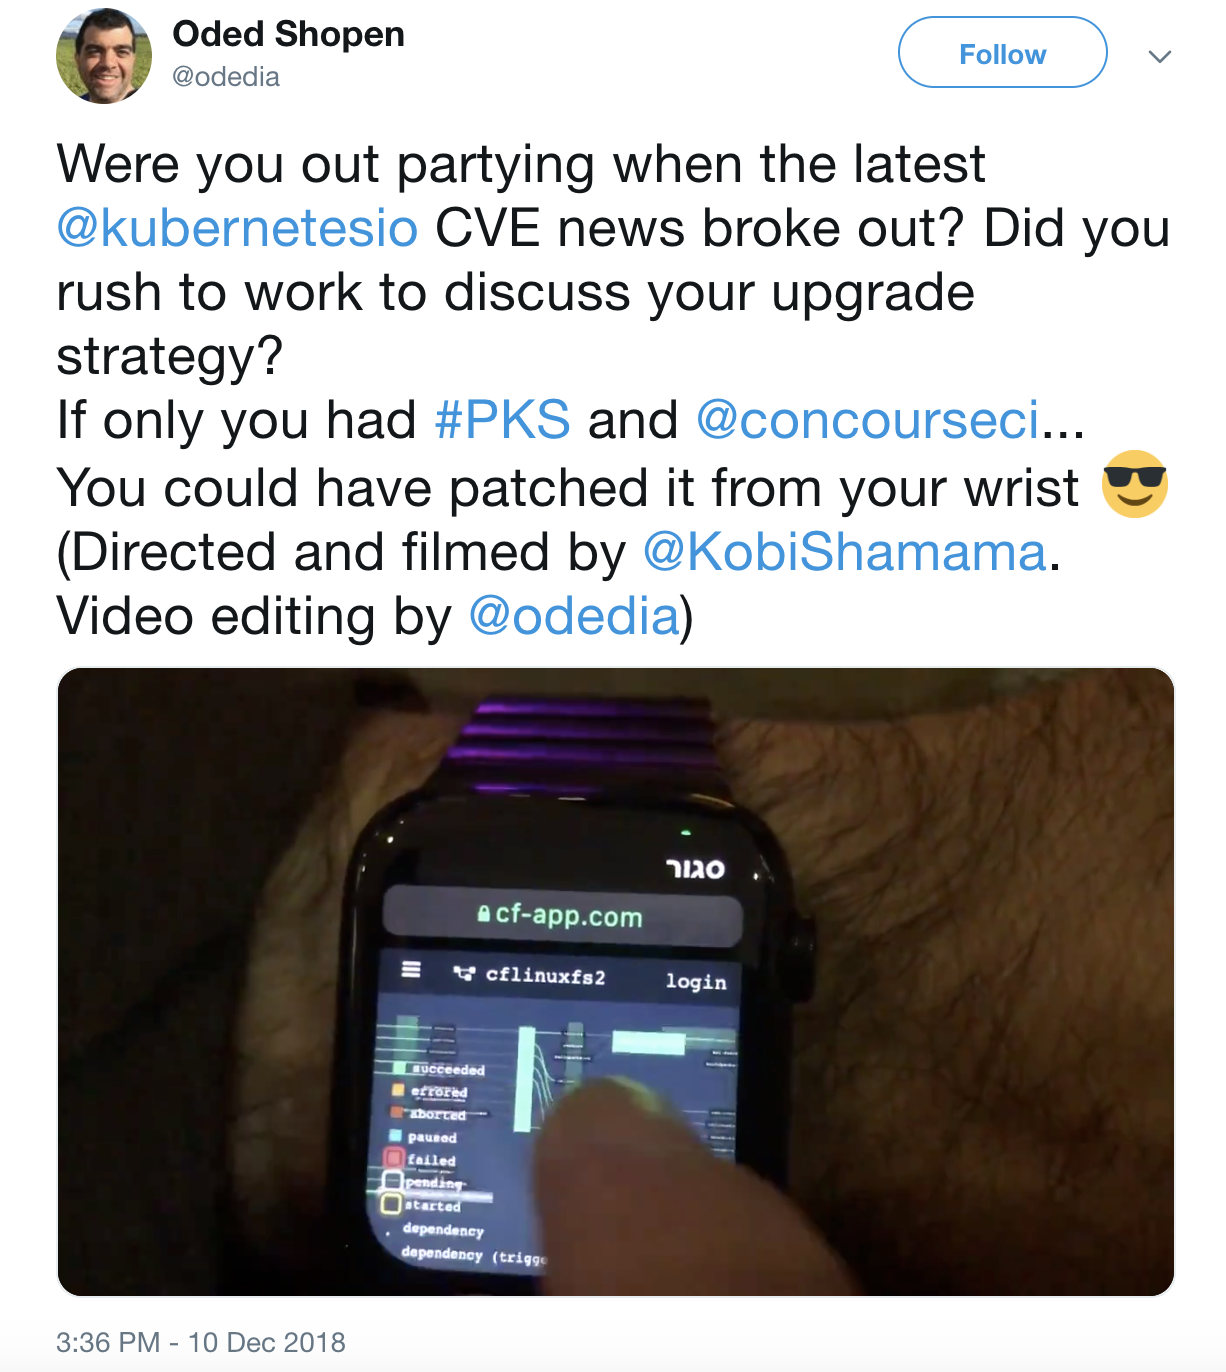 Oded Shopen
@odedia
Follow
Were you out partying when the latest
@kubernetesio CVE news broke out? Did you
rush to work to discuss your upgrade
strategy?
If only you had #PKS and @concourseci...
You could have patched it from your wrist 😎
(Directed and filmed by @KobiShamama.
Video editing by @odedia)
סגור
cf-app.com
cflinuxfs2 login
succeeded
errored
aborted
paused
failed
pending
started
dependency
dependency (trigge
3:36 PM - 10 Dec 2018